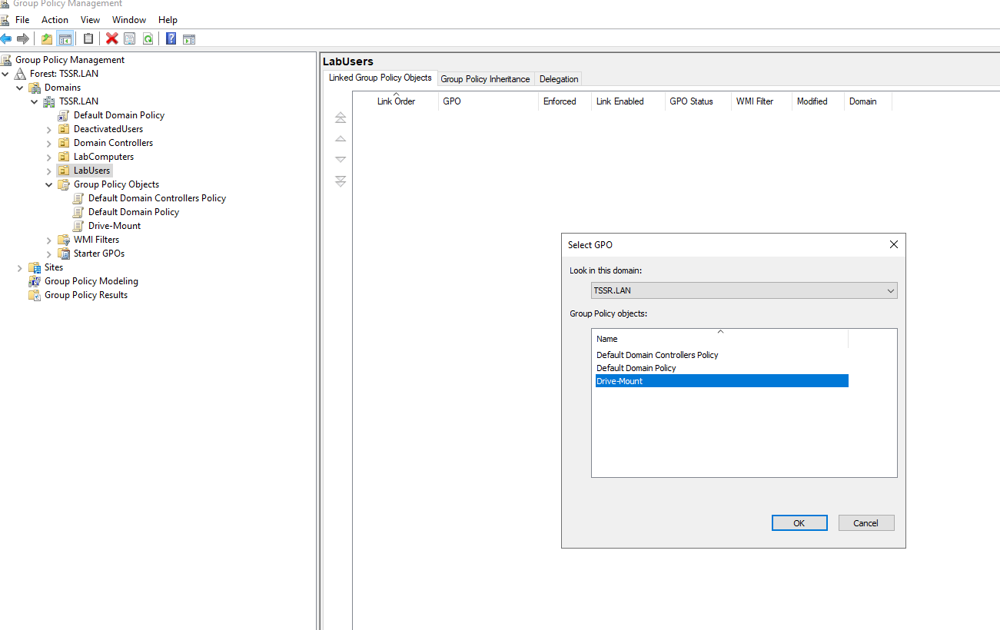 Group Policy Management
File Action View Window Help
Group Policy Management
Forest: TSSR.LAN
Domains
TSSR.LAN
Default Domain Policy
DeactivatedUsers
Domain Controllers
LabComputers
LabUsers
Group Policy Objects
Default Domain Controllers Policy
Default Domain Policy
Drive-Mount
WMI Filters
Starter GPOs
Sites
Group Policy Modeling
Group Policy Results
LabUsers
Linked Group Policy Objects Group Policy Inheritance Delegation
Link Order GPO Enforced Link Enabled GPO Status WMI Filter Modified Domain
Select GPO
Look in this domain:
TSSR.LAN
Group Policy objects:
Name
Default Domain Controllers Policy
Default Domain Policy
Drive-Mount
OK Cancel